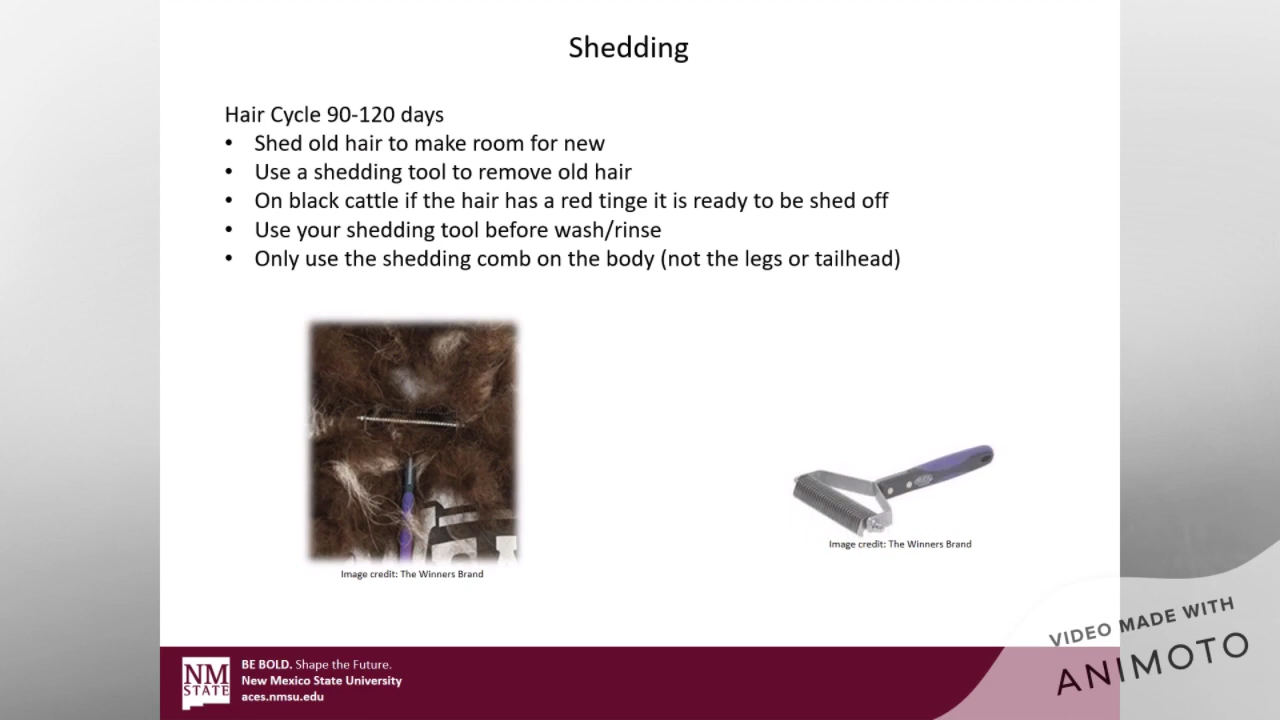 Shedding
Hair Cycle 90-120 days
• Shed old hair to make room for new
• Use a shedding tool to remove old hair
• On black cattle if the hair has a red tinge it is ready to be shed off
• Use your shedding tool before wash/rinse
• Only use the shedding comb on the body (not the legs or tailhead)
Image credit: The Winners Brand
Image credit: The Winners Brand
NM
STATE
BE BOLD. Shape the Future.
New Mexico State University
aces.nmsu.edu
VIDEO MADE WITH
ANIMOTO